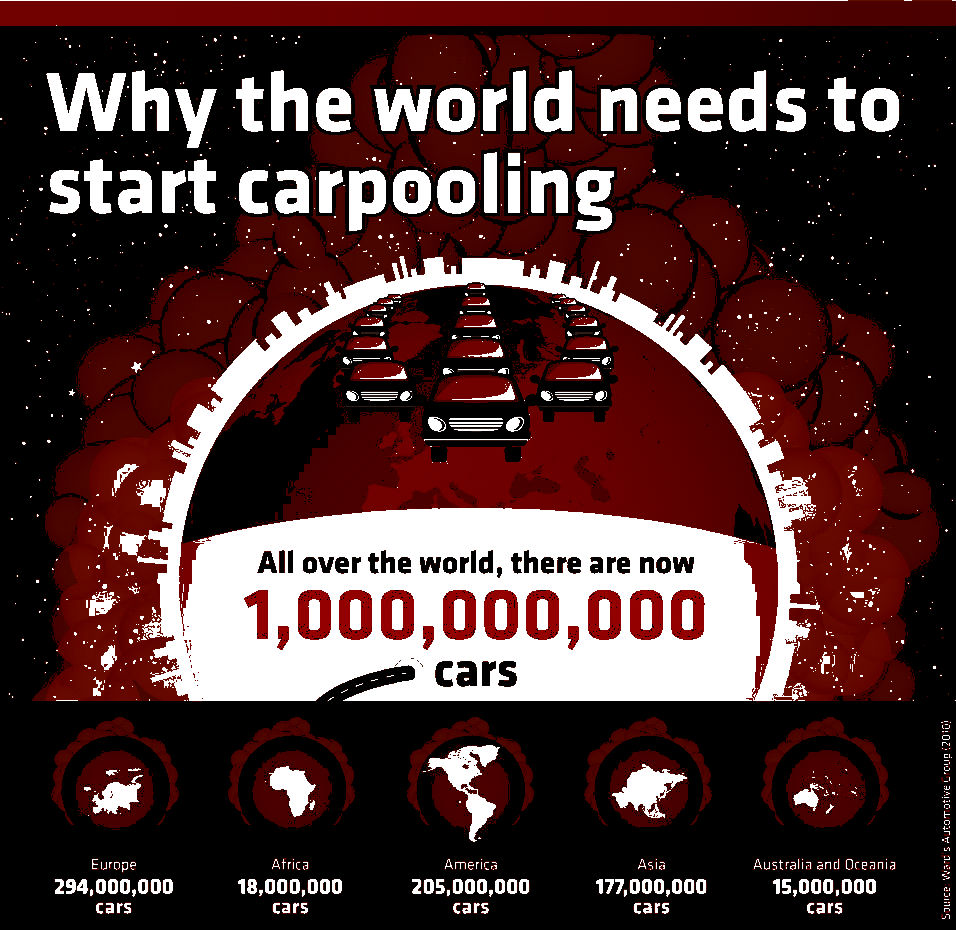 Why the world needs to
start carpooling
All over the world, there are now
1,000,000,000
cars
Europe
294,000,000
cars
Africa
18,000,000
cars
America
205,000,000
cars
Asia
177,000,000
cars
Australia and Oceania
15,000,000
cars
Source: Ward's Automotive Group (2010)